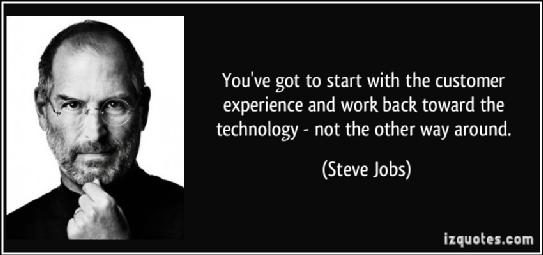 You've got to start with the customer
experience and work back toward the
technology - not the other way around.
(Steve Jobs)
izquotes.com